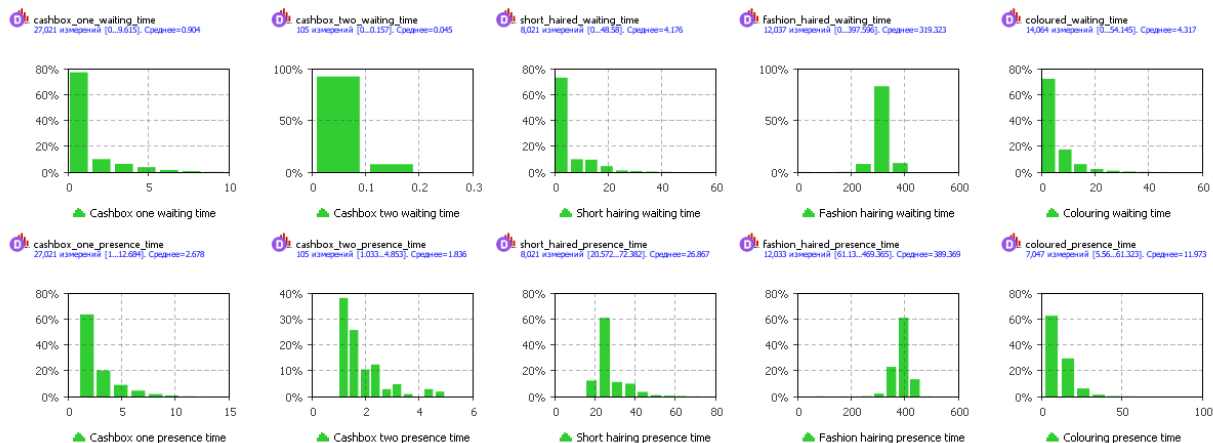 cashbox_one_waiting_time
27,021 измерений [0...9.615]. Среднее=0.904
80%
60%
40%
20%
0%
0 5 10
Cashbox one waiting time
cashbox_two_waiting_time
105 измерений [0...0.157]. Среднее=0.045
100%
50%
0%
0 0.1 0.2 0.3
Cashbox two waiting time
short_haired_waiting_time
8,021 измерений [0...48.58]. Среднее=4.176
80%
60%
40%
20%
0%
0 20 40 60
Short hairing waiting time
fashion_haired_waiting_time
12,037 измерений [0...397.596]. Среднее=319.323
100%
50%
0%
0 200 400 600
Fashion hairing waiting time
coloured_waiting_time
14,064 измерений [0...54.145]. Среднее=4.317
80%
60%
40%
20%
0%
0 20 40 60
Colouring waiting time
cashbox_one_presence_time
27,021 измерений [1...12.684]. Среднее=2.678
80%
60%
40%
20%
0%
0 5 10 15
Cashbox one presence time
cashbox_two_presence_time
105 измерений [1.033...4.853]. Среднее=1.836
40%
30%
20%
10%
0%
0 2 4 6
Cashbox two presence time
short_haired_presence_time
8,021 измерений [20.572...72.382]. Среднее=26.867
80%
60%
40%
20%
0%
0 20 40 60 80
Short hairing presence time
fashion_haired_presence_time
12,033 измерений [61.13...469.365]. Среднее=389.369
80%
60%
40%
20%
0%
0 200 400 600
Fashion hairing presence time
coloured_presence_time
7,047 измерений [5.56...61.323]. Среднее=11.973
80%
60%
40%
20%
0%
0 50 100
Colouring presence time